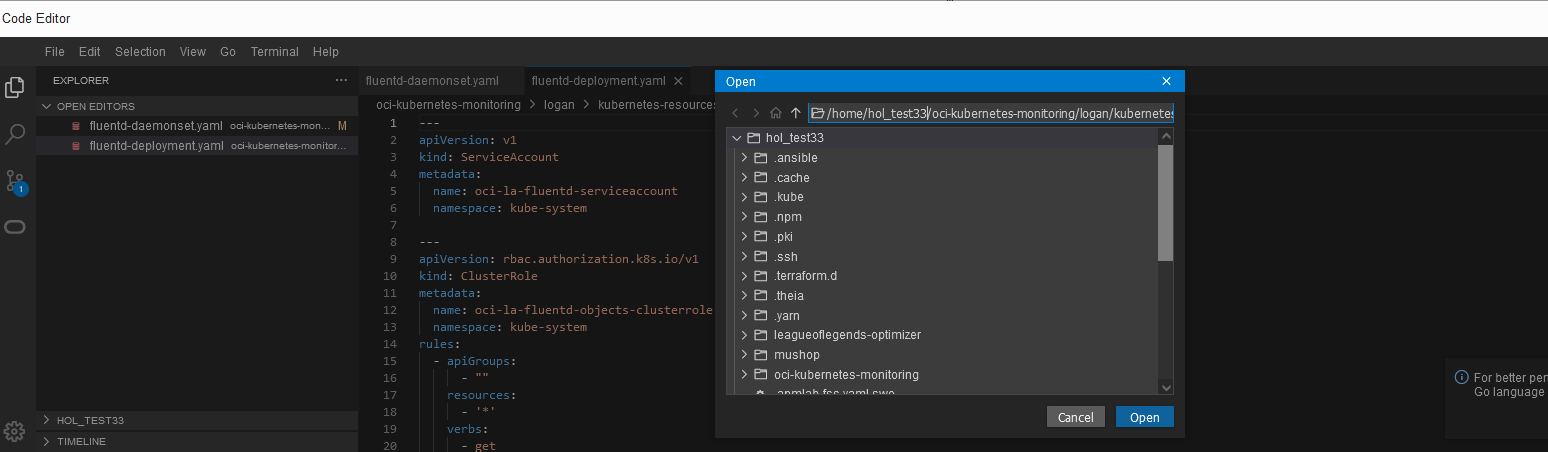 Code Editor
File Edit Selection View Go Terminal Help
EXPLORER ...
OPEN EDITORS
fluentd-daemonset.yaml oci-kubernetes-mon... M
fluentd-deployment.yaml oci-kubernetes-monitor...
1
HOL_TEST33
TIMELINE
fluentd-daemonset.yaml fluentd-deployment.yaml
oci-kubernetes-monitoring > logan > kubernetes-resources
1 ---
2 apiVersion: v1
3 kind: ServiceAccount
4 metadata:
5 name: oci-la-fluentd-serviceaccount
6 namespace: kube-system
7
8 ---
9 apiVersion: rbac.authorization.k8s.io/v1
10 kind: ClusterRole
11 metadata:
12 name: oci-la-fluentd-objects-clusterrole
13 namespace: kube-system
14 rules:
15 - apiGroups:
16 - ""
17 resources:
18 - '*'
19 verbs:
20 - get
Open
/home/hol_test33/oci-kubernetes-monitoring/logan/kubernetes
hol_test33
.ansible
.cache
.kube
.npm
.pki
.ssh
.terraform.d
.theia
.yarn
leagueoflegends-optimizer
mushop
oci-kubernetes-monitoring
Cancel Open
For better per
Go language